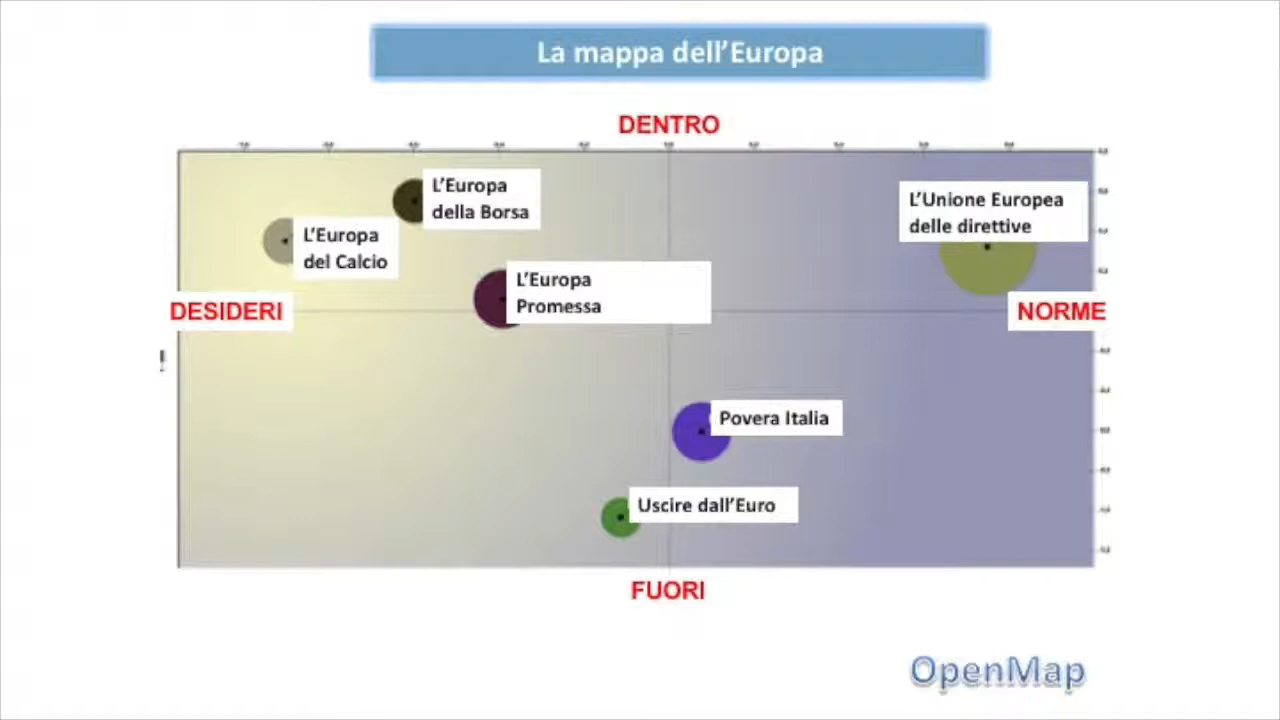 La mappa dell'Europa
DENTRO
L'Europa
della Borsa
L'Unione Europea
delle direttive
L'Europa
del Calcio
L'Europa
Promessa
DESIDERI
NORME
Povera Italia
Uscire dall'Euro
FUORI
OpenMap